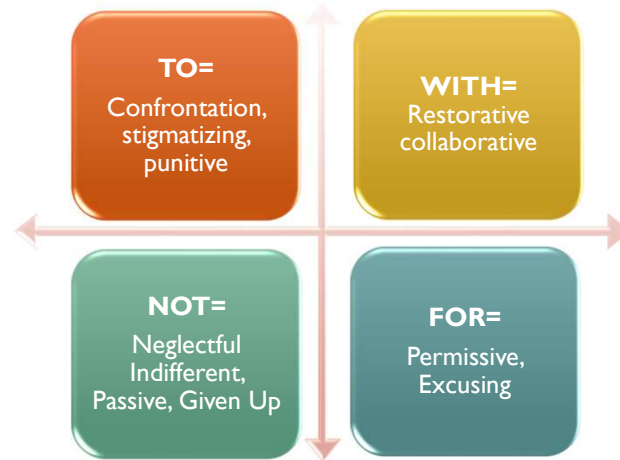 TO=
Confrontation,
stigmatizing,
punitive
WITH=
Restorative
collaborative
NOT=
Neglectful
Indifferent,
Passive, Given Up
FOR=
Permissive,
Excusing